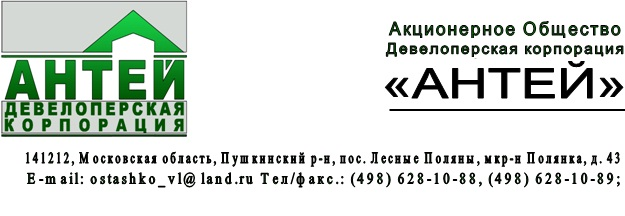 АНТЕЙ
ДЕВЕЛОПЕРСКАЯ
КОРПОРАЦИЯ
Акционерное Общество
Девелоперская корпорация
«АНТЕЙ»
141212, Московская область, Пушкинский р-н, пос. Лесные Поляны, мкр-н Полянка, д. 43
E-mail: ostashko_vl@land.ru Тел/факс.: (498) 628-10-88, (498) 628-10-89;